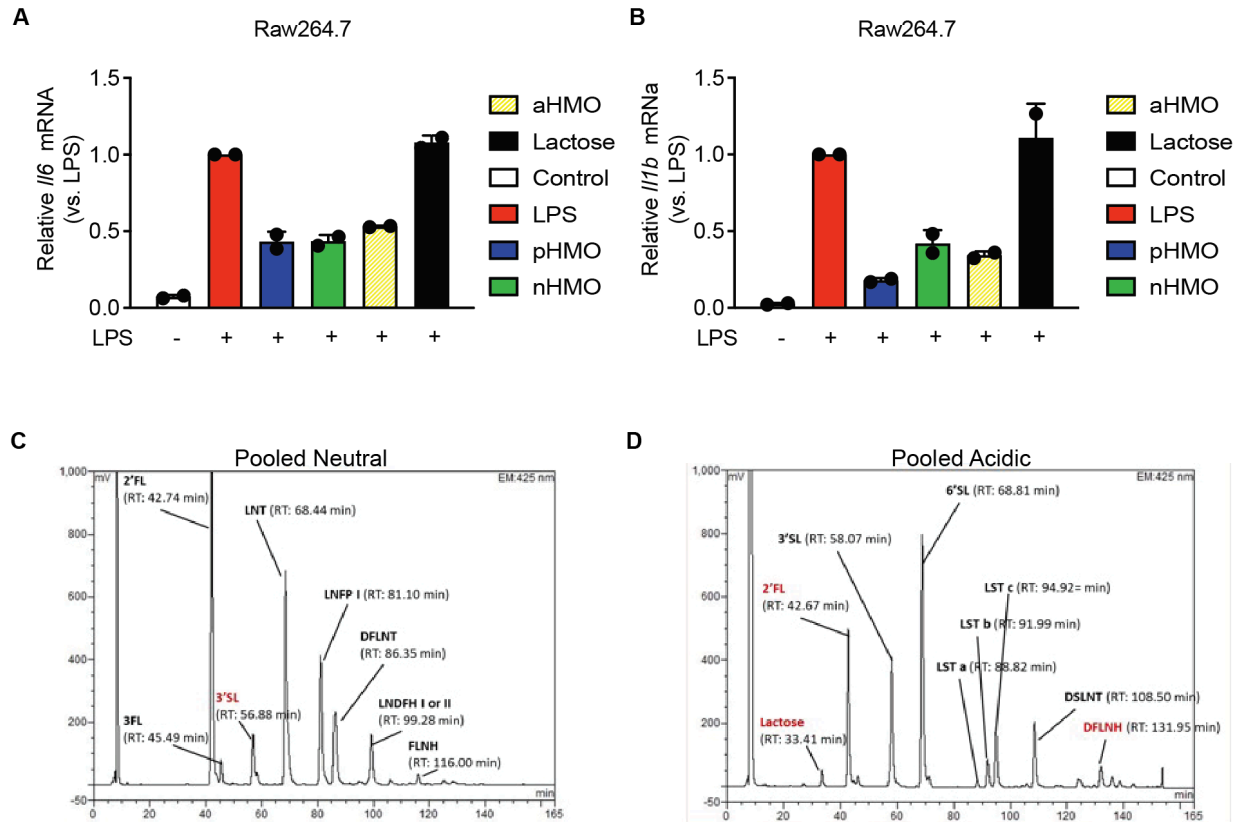 A
Raw264.7
Relative Il6 mRNA
(vs. LPS)
1.5
1.0
0.5
0.0
LPS - + + + + +
aHMO
Lactose
Control
LPS
pHMO
nHMO
B
Raw264.7
Relative Il1b mRNa
(vs. LPS)
1.5
1.0
0.5
0.0
LPS - + + + + +
aHMO
Lactose
Control
LPS
pHMO
nHMO
C
Pooled Neutral
1,000
mV
EM:425 nm
800
600
400
200
-50
2'FL
(RT: 42.74 min)
LNT (RT: 68.44 min)
LNFP I (RT: 81.10 min)
DFLNT
(RT: 86.35 min)
3'SL
(RT: 56.88 min)
LNDFH I or II
(RT: 99.28 min)
3FL
(RT: 45.49 min)
FLNH
(RT: 116.00 min)
min
0 20 40 60 80 100 120 140 165
D
Pooled Acidic
1,000
mV
EM:425 nm
800
600
400
200
-50
6'SL (RT: 68.81 min)
3'SL (RT: 58.07 min)
2'FL
(RT: 42.67 min)
LST c (RT: 94.92= min)
LST b (RT: 91.99 min)
LST a (RT: 88.82 min)
DSLNT (RT: 108.50 min)
Lactose
(RT: 33.41 min)
DFLNH (RT: 131.95 min)
min
0 20 40 60 80 100 120 140 165